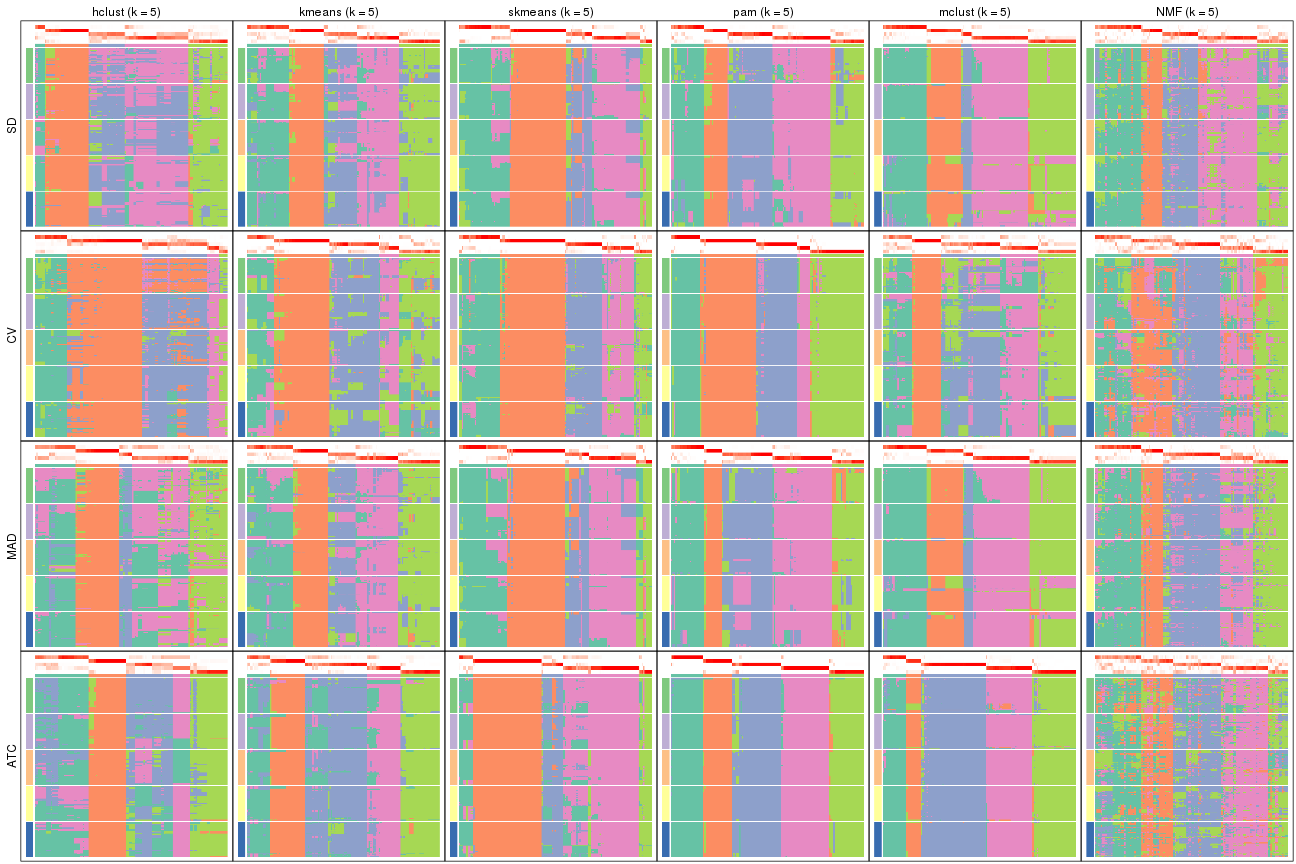 hclust (k = 5) kmeans (k = 5) skmeans (k = 5) pam (k = 5) mclust (k = 5) NMF (k = 5)
SD
CV
MAD
ATC